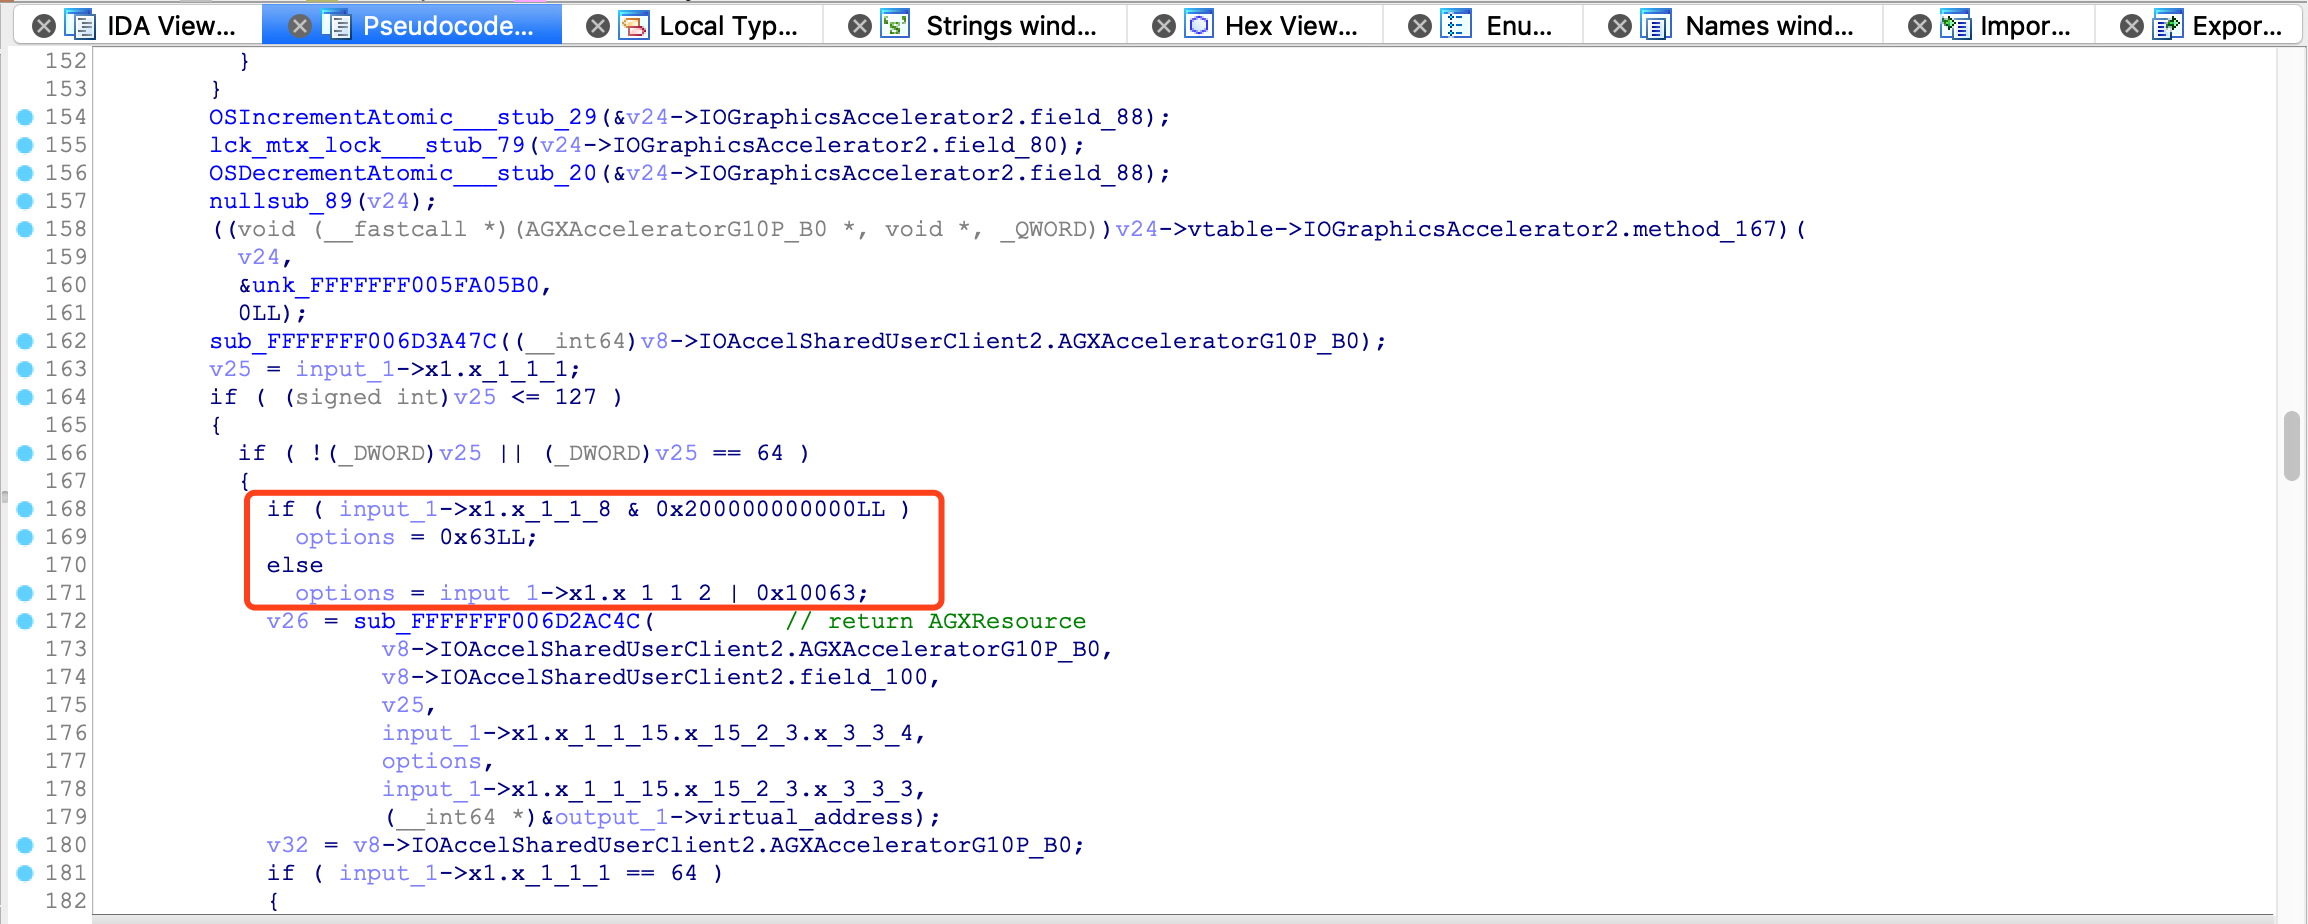 IDA View... Pseudocode... Local Typ... Strings wind... Hex View... Enu... Names wind... Impor... Expor...
152 }
153 }
154 OSIncrementAtomic___stub_29(&v24->IOGraphicsAccelerator2.field_88);
155 lck_mtx_lock___stub_79(v24->IOGraphicsAccelerator2.field_80);
156 OSDecrementAtomic___stub_20(&v24->IOGraphicsAccelerator2.field_88);
157 nullsub_89(v24);
158 ((void (__fastcall *)(AGXAcceleratorG10P_B0 *, void *, _QWORD))v24->vtable->IOGraphicsAccelerator2.method_167)(
159 v24,
160 &unk_FFFFFFF005FA05B0,
161 0LL);
162 sub_FFFFFFF006D3A47C((__int64)v8->IOAccelSharedUserClient2.AGXAcceleratorG10P_B0);
163 v25 = input_1->x1.x_1_1_1;
164 if ( (signed int)v25 <= 127 )
165 {
166 if ( !(_DWORD)v25 || (_DWORD)v25 == 64 )
167 {
168 if ( input_1->x1.x_1_1_8 & 0x200000000000LL )
169 options = 0x63LL;
170 else
171 options = input_1->x1.x_1_1_2 | 0x10063;
172 v26 = sub_FFFFFFF006D2AC4C( // return AGXResource
173 v8->IOAccelSharedUserClient2.AGXAcceleratorG10P_B0,
174 v8->IOAccelSharedUserClient2.field_100,
175 v25,
176 input_1->x1.x_1_1_15.x_15_2_3.x_3_3_4,
177 options,
178 input_1->x1.x_1_1_15.x_15_2_3.x_3_3_3,
179 (__int64 *)&output_1->virtual_address);
180 v32 = v8->IOAccelSharedUserClient2.AGXAcceleratorG10P_B0;
181 if ( input_1->x1.x_1_1_1 == 64 )
182 {